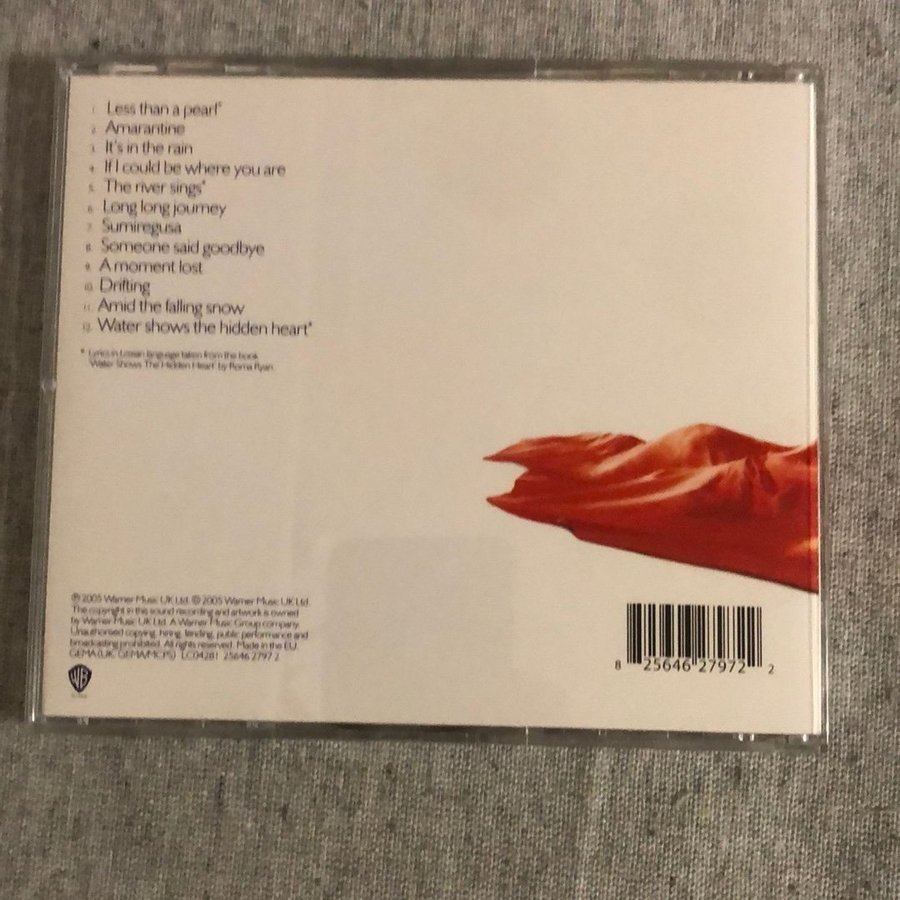 1. Less than a pearl*
2. Amarantine
3. It's in the rain
4. If I could be where you are
5. The river sings*
6. Long long journey
7. Sumiregusa
8. Someone said goodbye
9. A moment lost
10. Drifting
11. Amid the falling snow
12. Water shows the hidden heart*
* Lyrics in Loxian language taken from the book
'Water Shows The Hidden Heart' by Roma Ryan
℗ 2005 Warner Music UK Ltd. © 2005 Warner Music UK Ltd.
The copyright in this sound recording and artwork is owned
by Warner Music UK Ltd. A Warner Music Group company.
Unauthorised copying, hiring, lending, public performance and
broadcasting prohibited. All rights reserved. Made in the EU.
GEMA (UK: GEMA/MCPS) LC04281 25646 2797 2
WB
8 25646 27972 2